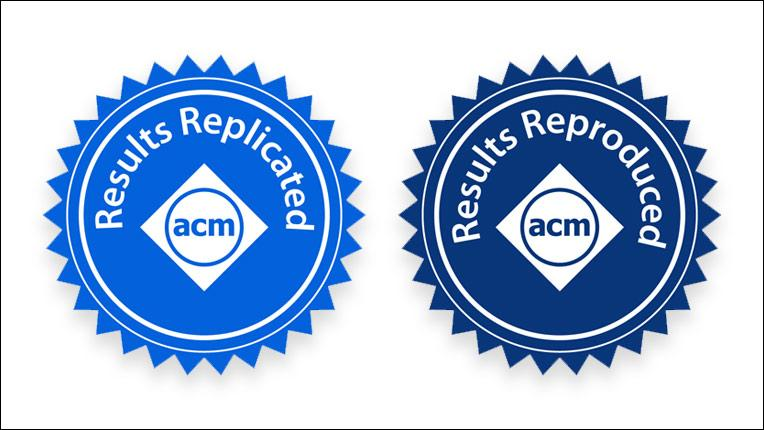 Results Replicated
acm
Results Reproduced
acm